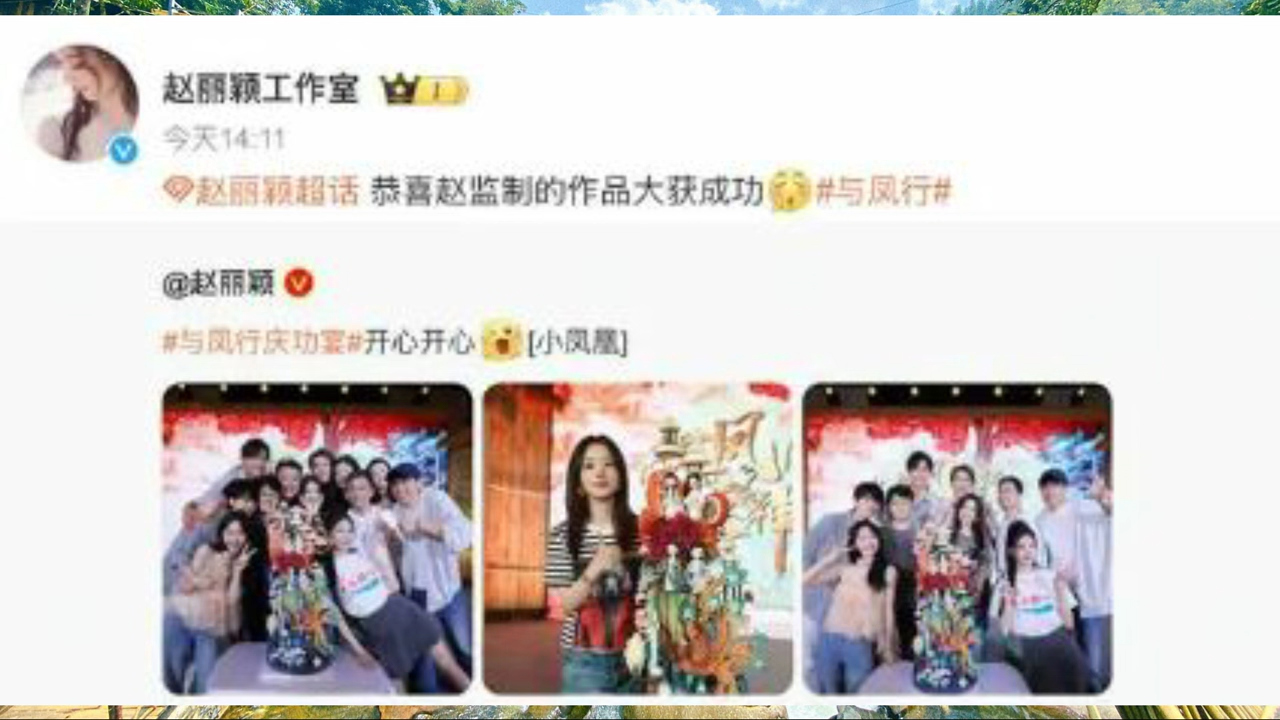 赵丽颖工作室 I
今天14:11
赵丽颖超话 恭喜赵监制的作品大获成功#与凤行#
@赵丽颖
#与凤行庆功宴#开心开心[小凤凰]